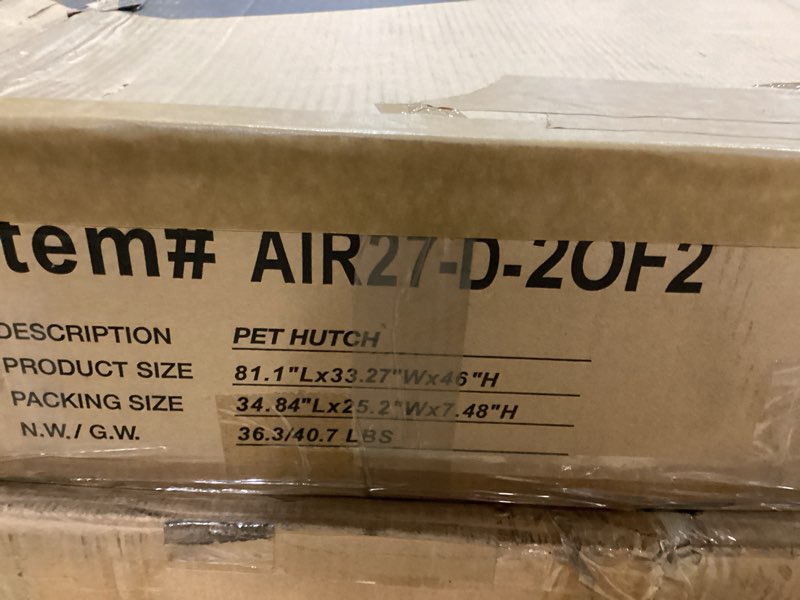 tem# AIR27-D-2OF2
DESCRIPTION PET HUTCH
PRODUCT SIZE 81.1"Lx33.27"Wx46"H
PACKING SIZE 34.84"Lx25.2"Wx7.48"H
N.W./ G.W. 36.3/40.7 LBS